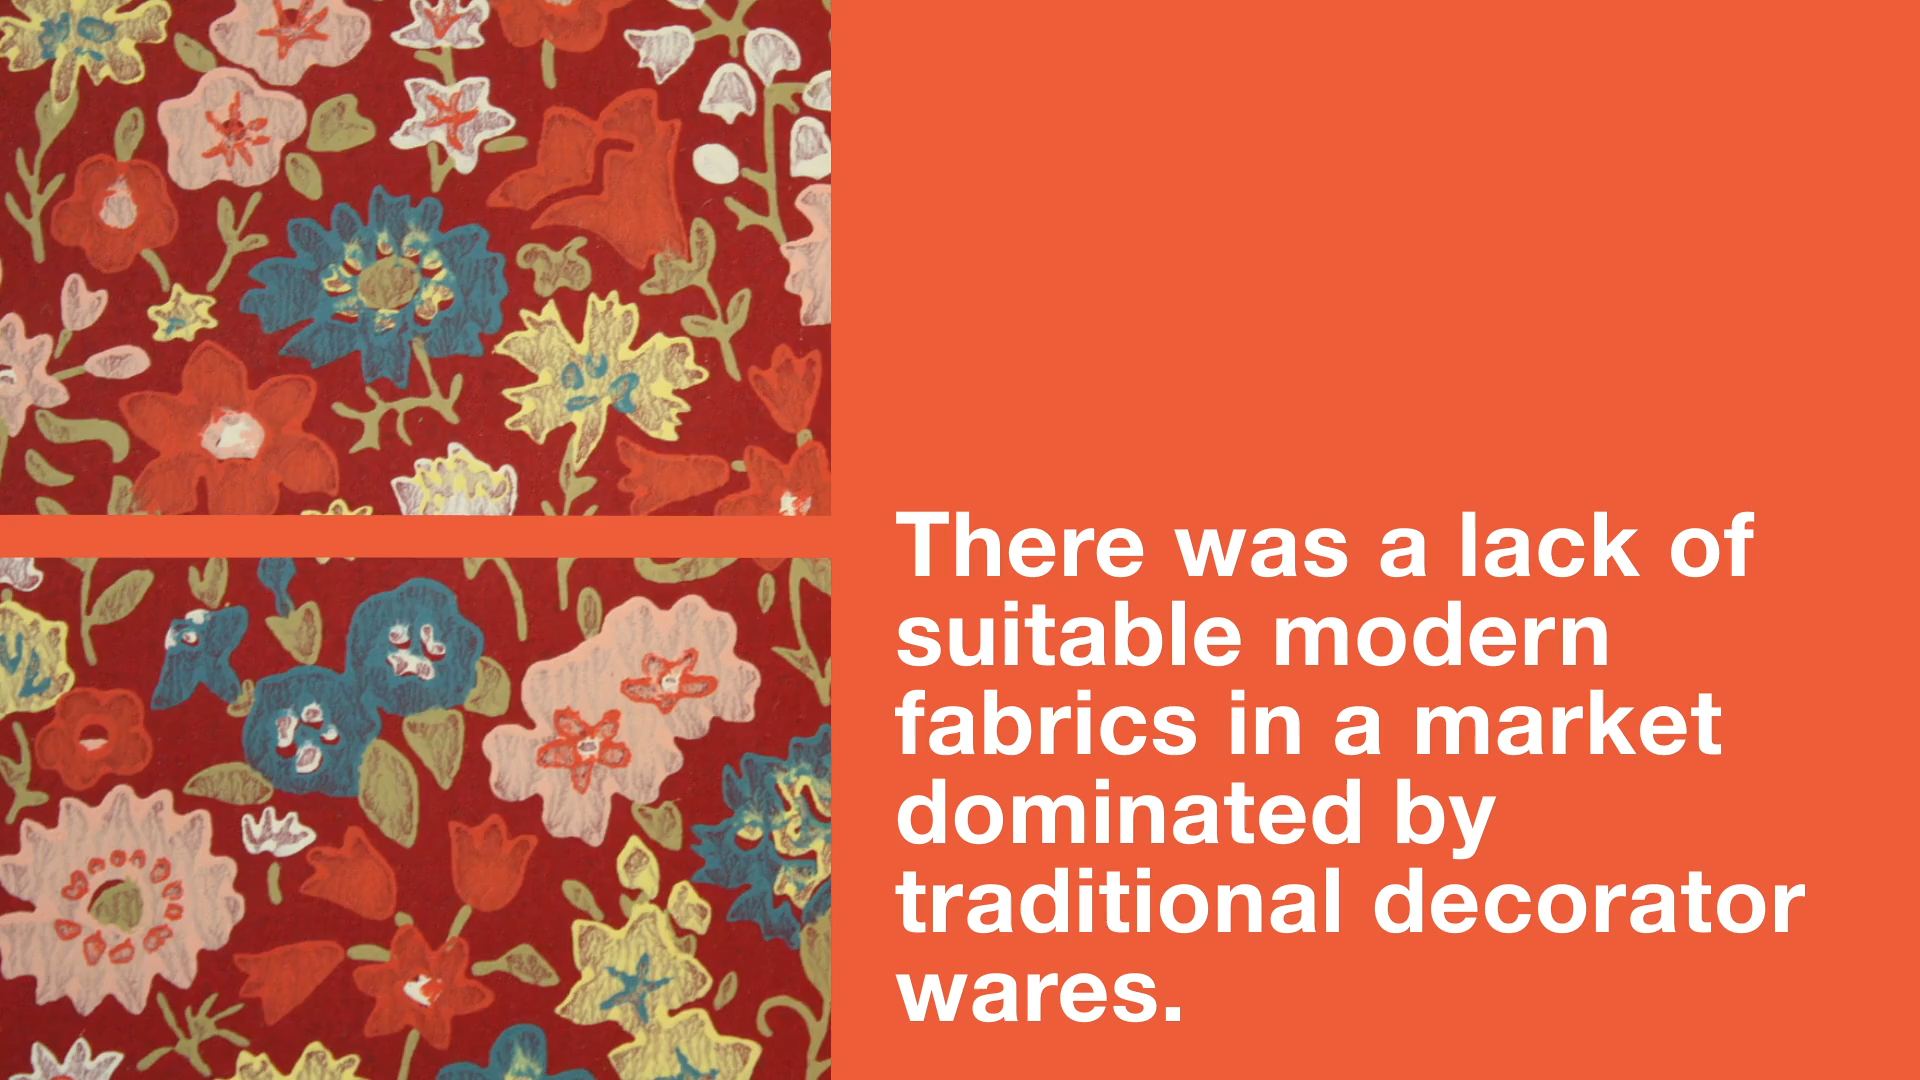 There was a lack of
suitable modern
fabrics in a market
dominated by
traditional decorator
wares.